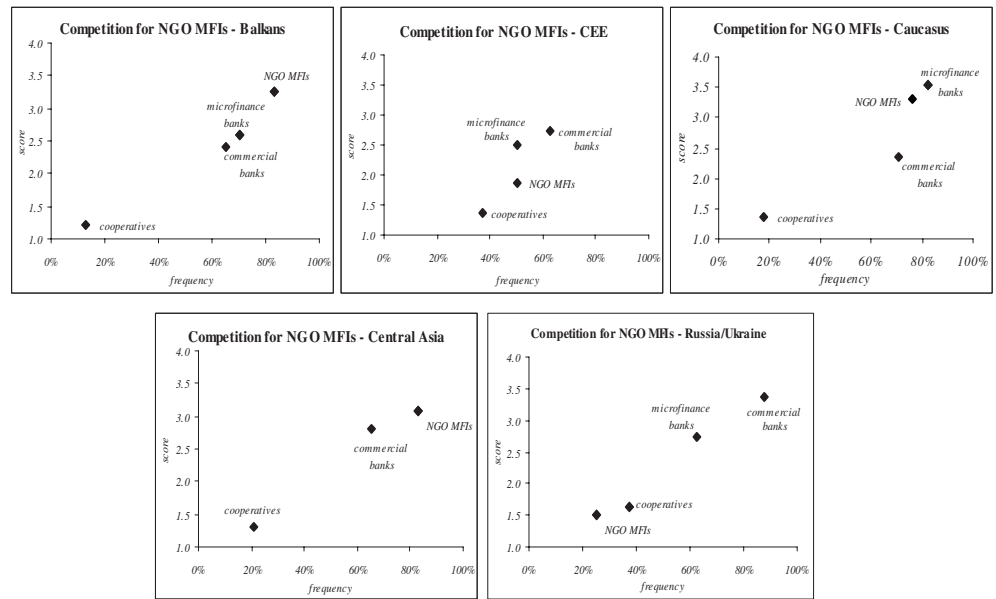 Competition for NGO MFIs - Balkans
4.0
3.5
3.0
2.5
2.0
1.5
1.0
score
NGO MFIs
microfinance
banks
commercial
banks
cooperatives
0% 20% 40% 60% 80% 100%
frequency
Competition for NGO MFIs - CEE
4.0
3.5
3.0
2.5
2.0
1.5
1.0
score
microfinance
banks
commercial
banks
NGO MFIs
cooperatives
0% 20% 40% 60% 80% 100%
frequency
Competition for NGO MFIs - Caucasus
4.0
3.5
3.0
2.5
2.0
1.5
1.0
score
microfinance
banks
NGO MFIs
commercial
banks
cooperatives
0% 20% 40% 60% 80% 100%
frequency
Competition for NGO MFIs - Central Asia
4.0
3.5
3.0
2.5
2.0
1.5
1.0
score
NGO MFIs
commercial
banks
cooperatives
0% 20% 40% 60% 80% 100%
frequency
Competition for NGO MFIs - Russia/Ukraine
4.0
3.5
3.0
2.5
2.0
1.5
1.0
score
microfinance
banks
commercial
banks
cooperatives
NGO MFIs
0% 20% 40% 60% 80% 100%
frequency